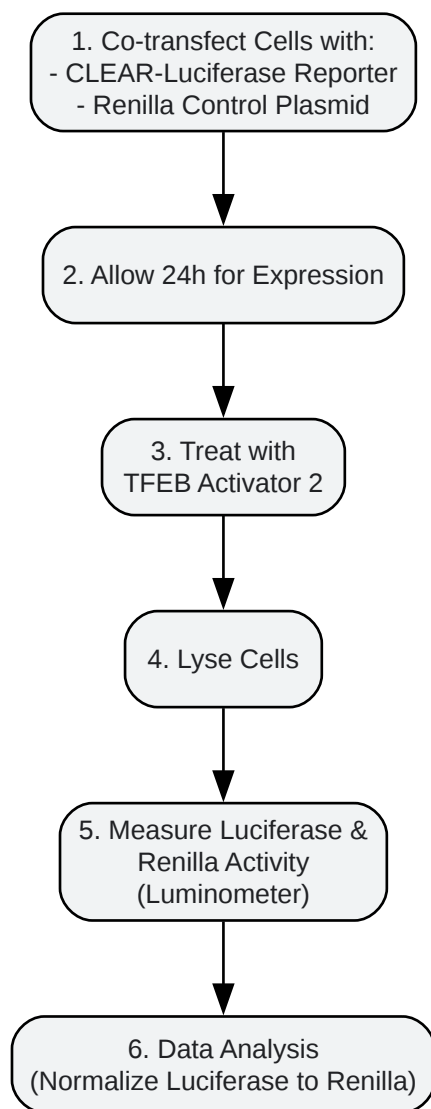 1. Co-transfect Cells with:
- CLEAR-Luciferase Reporter
- Renilla Control Plasmid
2. Allow 24h for Expression
3. Treat with
TFEB Activator 2
4. Lyse Cells
5. Measure Luciferase &
Renilla Activity
(Luminometer)
6. Data Analysis
(Normalize Luciferase to Renilla)